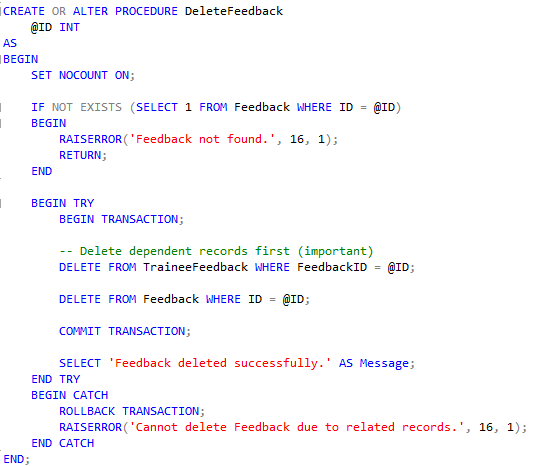 CREATE OR ALTER PROCEDURE DeleteFeedback
    @ID INT
AS
BEGIN
    SET NOCOUNT ON;

    IF NOT EXISTS (SELECT 1 FROM Feedback WHERE ID = @ID)
    BEGIN
        RAISERROR('Feedback not found.', 16, 1);
        RETURN;
    END

    BEGIN TRY
        BEGIN TRANSACTION;

        -- Delete dependent records first (important)
        DELETE FROM TraineeFeedback WHERE FeedbackID = @ID;

        DELETE FROM Feedback WHERE ID = @ID;

        COMMIT TRANSACTION;

        SELECT 'Feedback deleted successfully.' AS Message;
    END TRY
    BEGIN CATCH
        ROLLBACK TRANSACTION;
        RAISERROR('Cannot delete Feedback due to related records.', 16, 1);
    END CATCH
END;